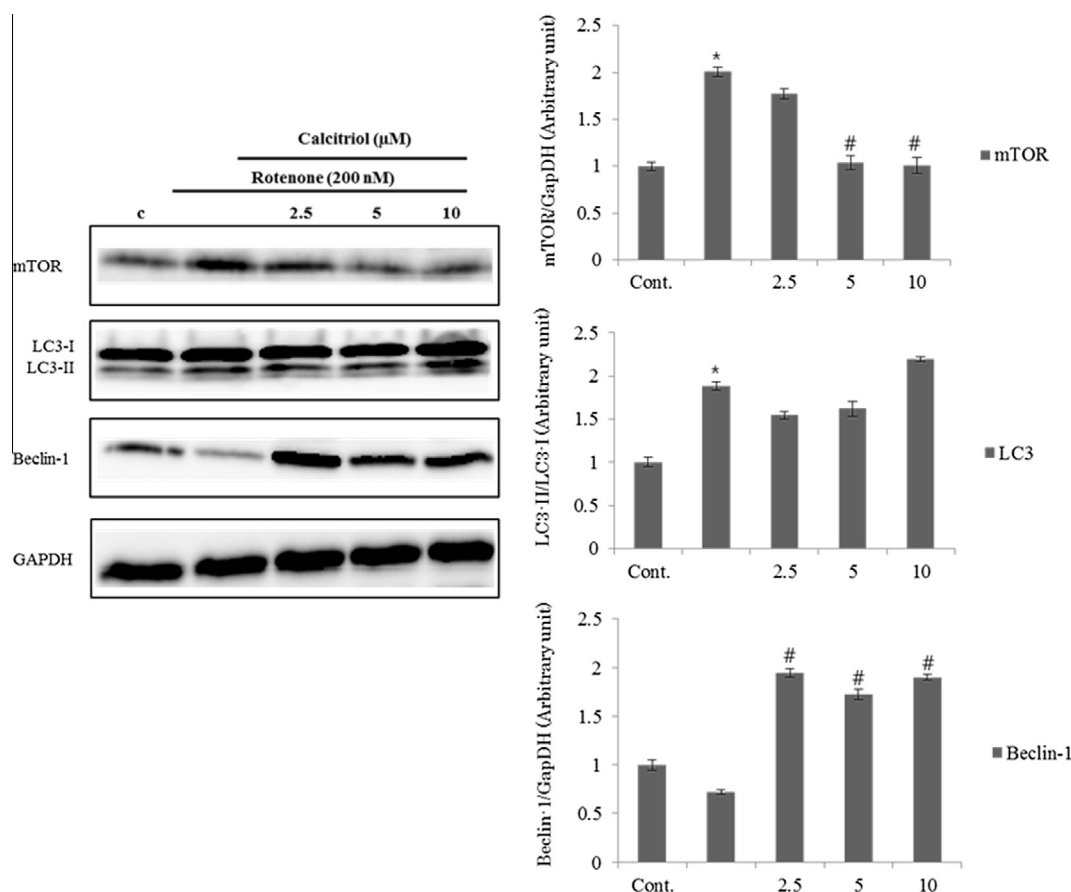 Calcitriol (µM)
Rotenone (200 nM)
c 2.5 5 10
mTOR
LC3-I
LC3-II
Beclin-1
GAPDH
mTOR/GapDH (Arbitrary unit)
2.5
2
1.5
1
0.5
0
*
# #
Cont. 2.5 5 10
mTOR
LC3-II/LC3-I (Arbitrary unit)
2.5
2
1.5
1
0.5
0
*
Cont. 2.5 5 10
LC3
Beclin-1/GapDH (Arbitrary unit)
2.5
2
1.5
1
0.5
0
# # #
Cont. 2.5 5 10
Beclin-1